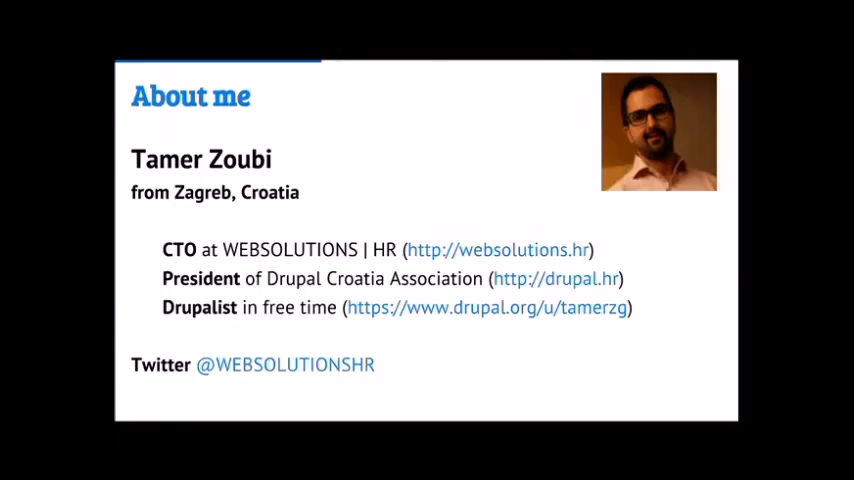 About me
Tamer Zoubi
from Zagreb, Croatia
CTO at WEBSOLUTIONS | HR (http://websolutions.hr)
President of Drupal Croatia Association (http://drupal.hr)
Drupalist in free time (https://www.drupal.org/u/tamerzg)
Twitter @WEBSOLUTIONSHR